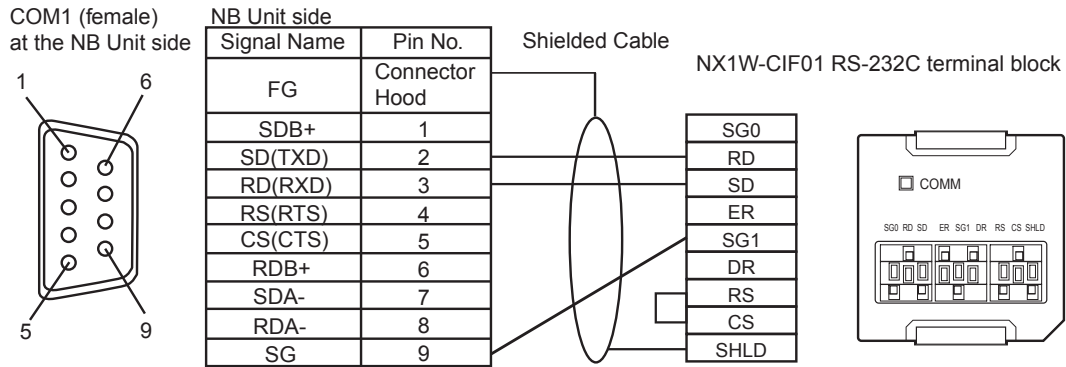 COM1 (female)
at the NB Unit side
1
6
5
9
NB Unit side
Signal Name Pin No.
FG Connector Hood
SDB+ 1
SD(TXD) 2
RD(RXD) 3
RS(RTS) 4
CS(CTS) 5
RDB+ 6
SDA- 7
RDA- 8
SG 9
Shielded Cable
NX1W-CIF01 RS-232C terminal block
SG0
RD
SD
ER
SG1
DR
RS
CS
SHLD
COMM
SG0 RD SD ER SG1 DR RS CS SHLD